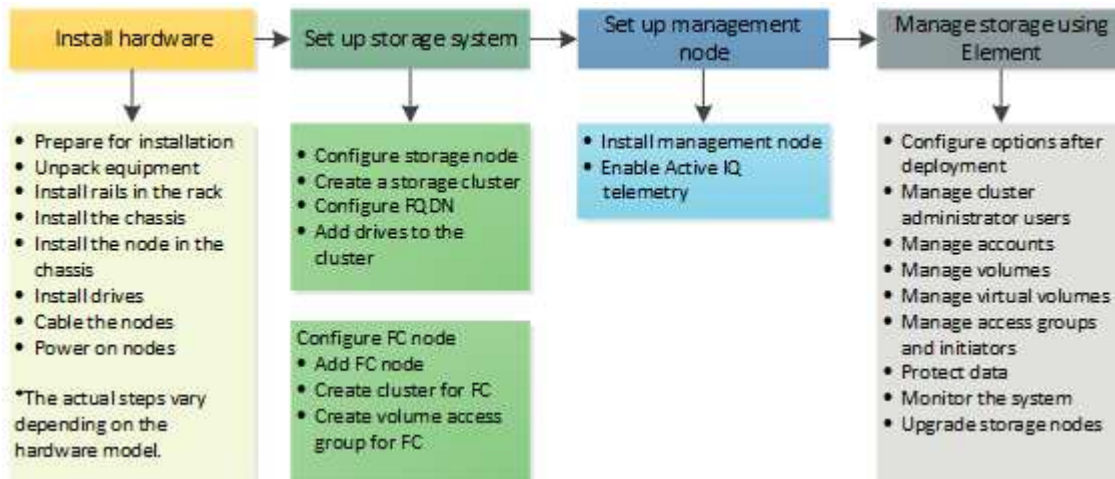 Install hardware
Set up storage system
Set up management
node
Manage storage using
Element
• Prepare for installation
• Unpack equipment
• Install rails in the rack
• Install the chassis
• Install the node in the
chassis
• Install drives
• Cable the nodes
• Power on nodes
*The actual steps vary
depending on the
hardware model.
• Configure storage node
• Create a storage cluster
• Configure FQDN
• Add drives to the
cluster
Configure FC node
• Add FC node
• Create cluster for FC
• Create volume access
group for FC
• Install management node
• Enable Active IQ
telemetry
• Configure options after
deployment
• Manage cluster
administrator users
• Manage accounts
• Manage volumes
• Manage virtual volumes
• Manage access groups
and initiators
• Protect data
• Monitor the system
• Upgrade storage nodes